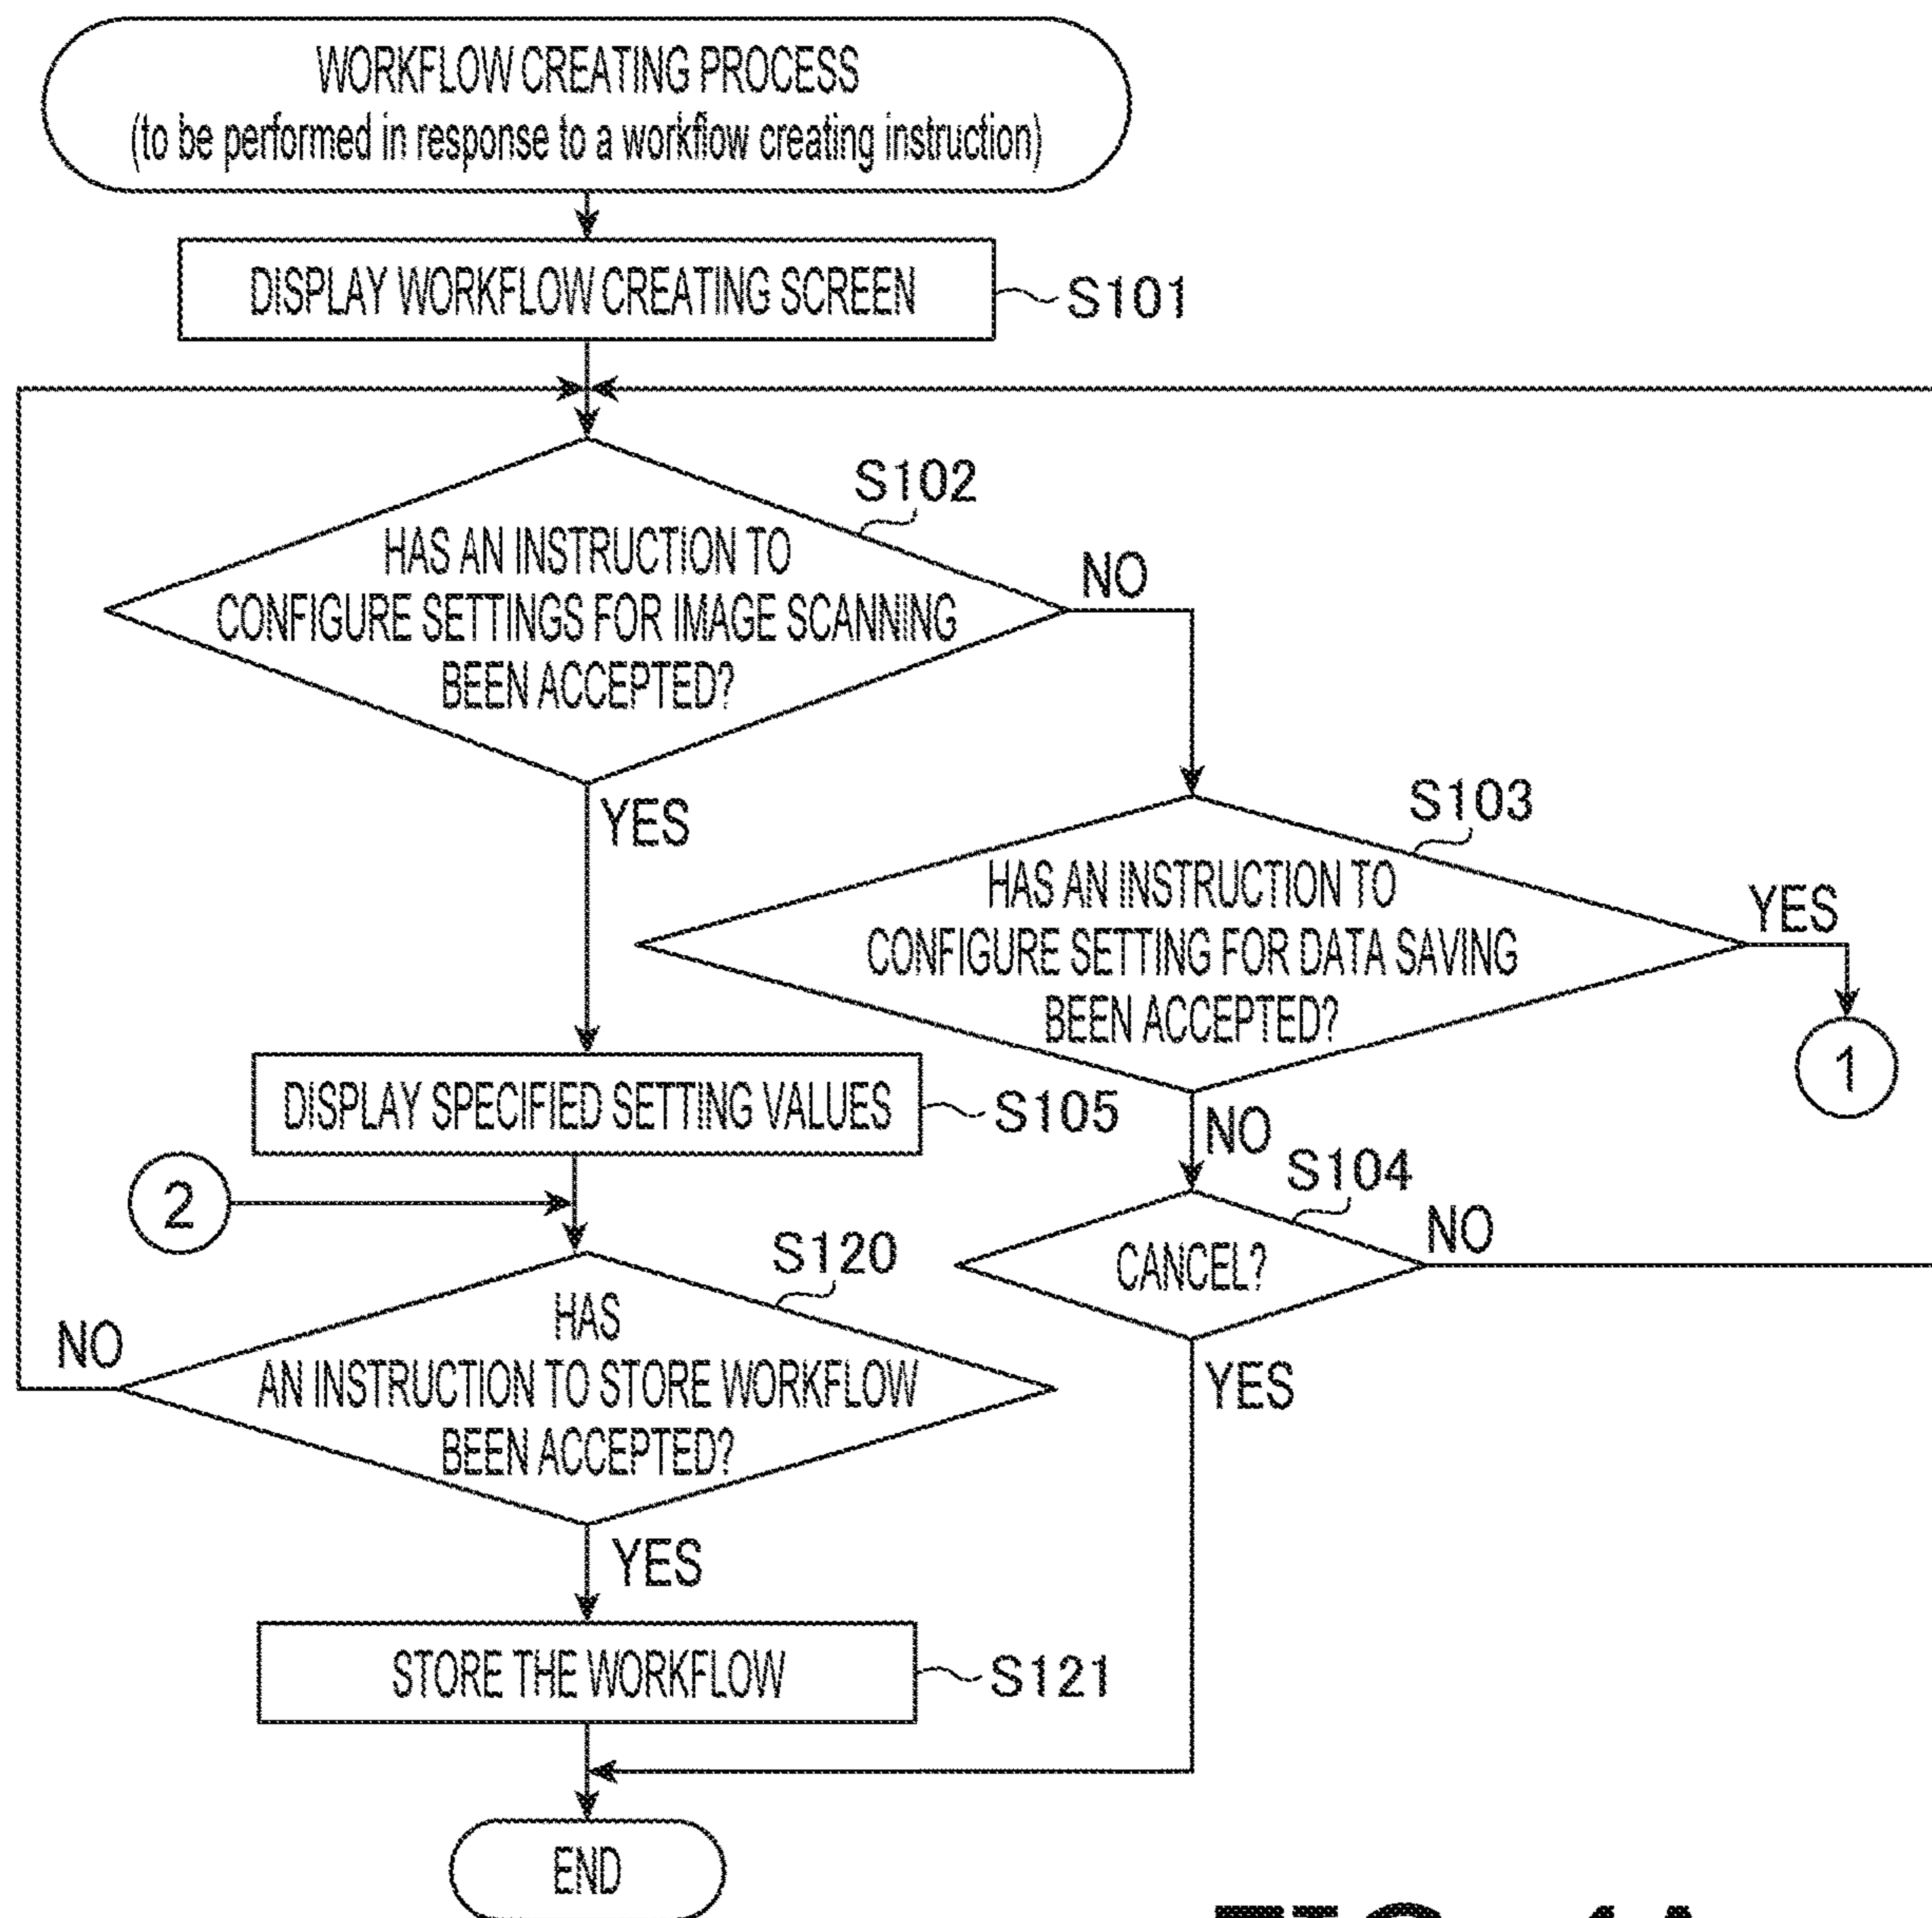 WORKFLOW CREATING PROCESS
(to be performed in response to a workflow creating instruction)
DISPLAY WORKFLOW CREATING SCREEN
S101
S102
HAS AN INSTRUCTION TO
CONFIGURE SETTINGS FOR IMAGE SCANNING
BEEN ACCEPTED?
NO
YES
S103
HAS AN INSTRUCTION TO
CONFIGURE SETTING FOR DATA SAVING
BEEN ACCEPTED?
YES
1
NO
DISPLAY SPECIFIED SETTING VALUES
S105
2
S104
CANCEL?
NO
YES
S120
HAS
AN INSTRUCTION TO STORE WORKFLOW
BEEN ACCEPTED?
NO
YES
STORE THE WORKFLOW
S121
END